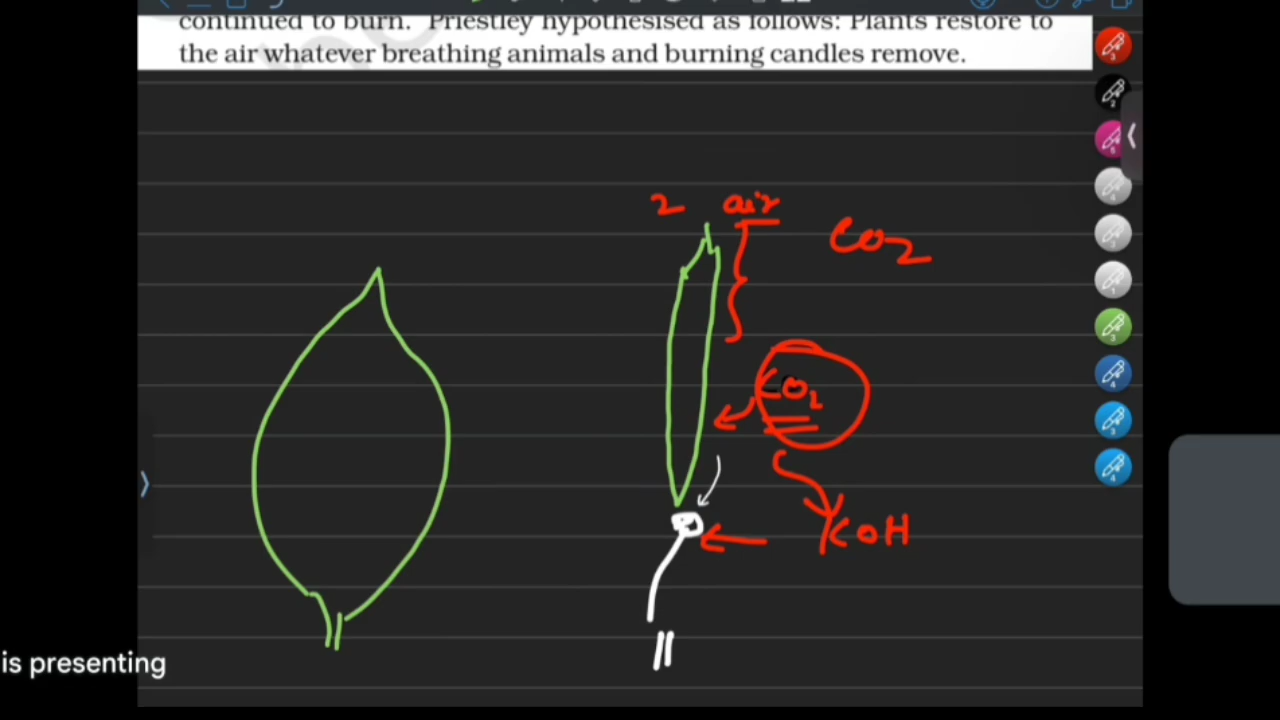 continued to burn. Priestley hypothesised as follows: Plants restore to
the air whatever breathing animals and burning candles remove.
2 air
CO2
CO2
KOH
is presenting